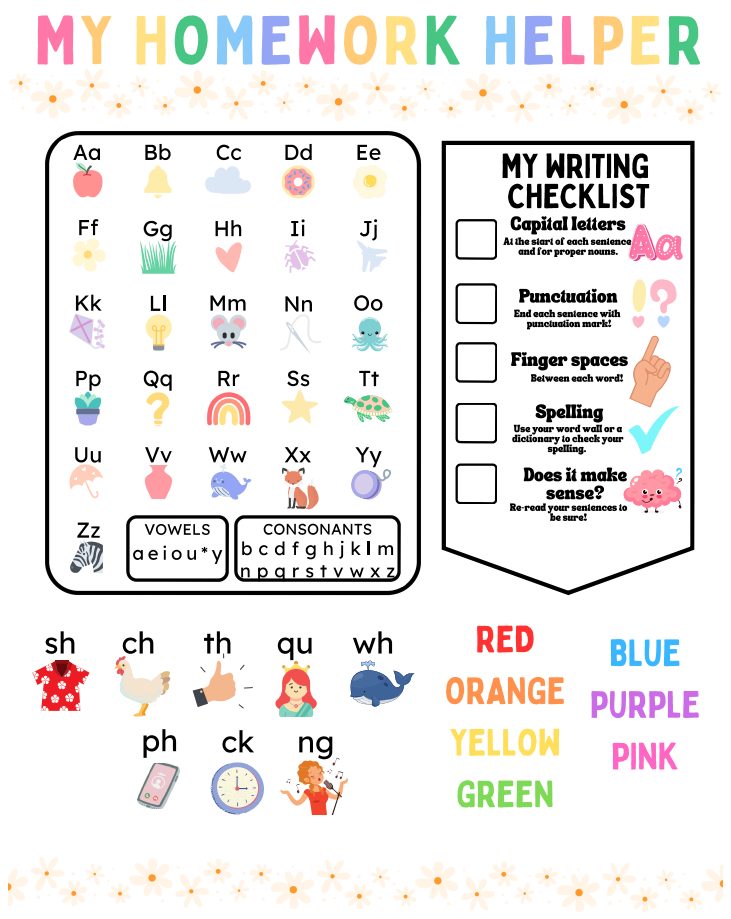 MY HOMEWORK HELPER
Aa Bb Cc Dd Ee
Ff Gg Hh Ii Jj
Kk Ll Mm Nn Oo
Pp Qq Rr Ss Tt
Uu Vv Ww Xx Yy
Zz
VOWELS
a e i o u * y
CONSONANTS
b c d f g h j k l m
n p q r s t v w x z
MY WRITING
CHECKLIST
Capital letters
At the start of each sentence
and for proper nouns.
Aa
Punctuation
End each sentence with
punctuation mark!
!?
Finger spaces
Between each word!
Spelling
Use your word wall or a
dictionary to check your
spelling.
Does it make
sense?
Re-read your sentences to
be sure!
??
sh ch th qu wh
ph ck ng
RED
ORANGE
YELLOW
GREEN
BLUE
PURPLE
PINK